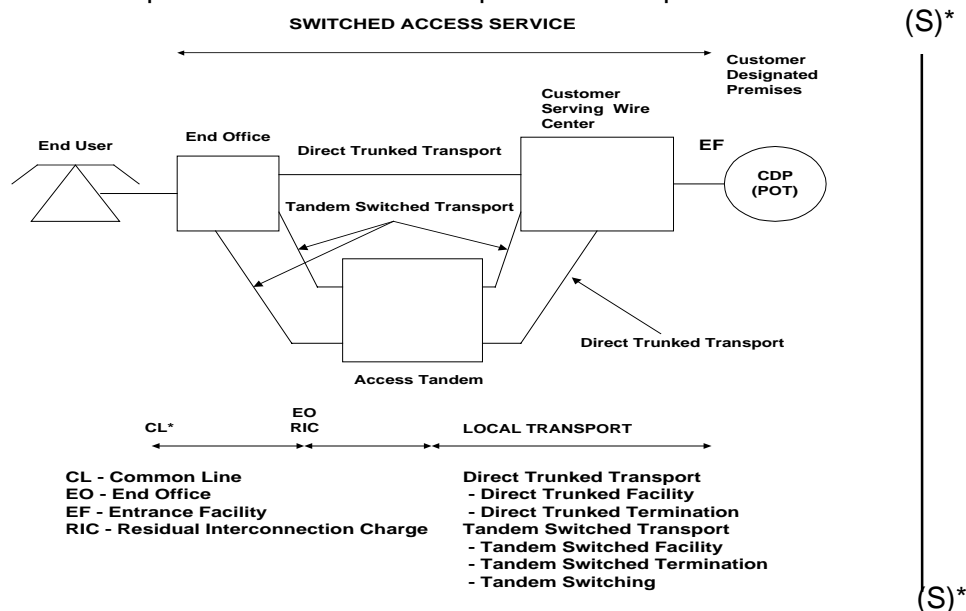 SWITCHED ACCESS SERVICE
(S)*
Customer
Designated
Premises
Customer
Serving Wire
Center
End User
End Office
Direct Trunked Transport
EF
CDP
(POT)
Tandem Switched Transport
Direct Trunked Transport
Access Tandem
CL*
EO
RIC
LOCAL TRANSPORT
CL - Common Line
EO - End Office
EF - Entrance Facility
RIC - Residual Interconnection Charge
Direct Trunked Transport
- Direct Trunked Facility
- Direct Trunked Termination
Tandem Switched Transport
- Tandem Switched Facility
- Tandem Switched Termination
- Tandem Switching
(S)*